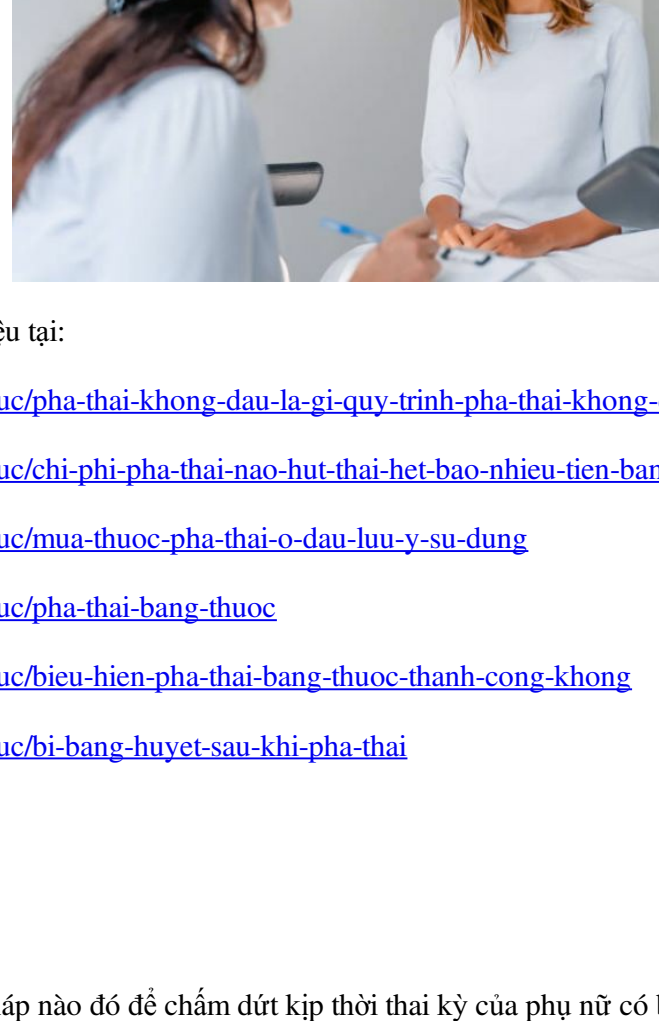 ệu tại:
uc/pha-thai-khong-dau-la-gi-quy-trinh-pha-thai-khong-
uc/chi-phi-pha-thai-nao-hut-thai-het-bao-nhieu-tien-ban
uc/mua-thuoc-pha-thai-o-dau-luu-y-su-dung
uc/pha-thai-bang-thuoc
uc/bieu-hien-pha-thai-bang-thuoc-thanh-cong-khong
uc/bi-bang-huyet-sau-khi-pha-thai
áp nào đó để chấm dứt kịp thời thai kỳ của phụ nữ có